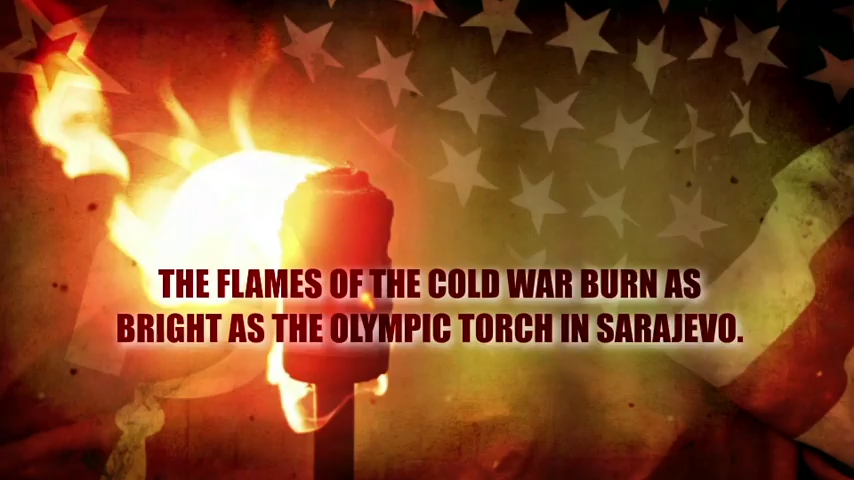 THE FLAMES OF THE COLD WAR BURN AS
BRIGHT AS THE OLYMPIC TORCH IN SARAJEVO.